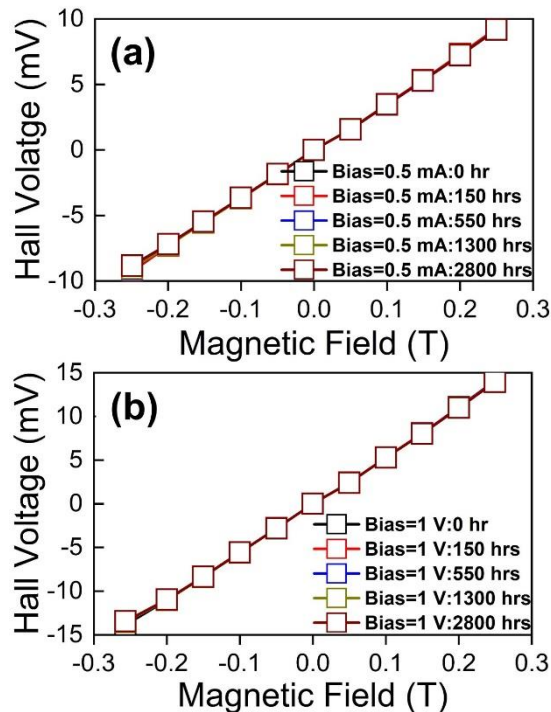 10
(a)
5
0
-5
-10
Hall Volatge (mV)
Bias=0.5 mA:0 hr
Bias=0.5 mA:150 hrs
Bias=0.5 mA:550 hrs
Bias=0.5 mA:1300 hrs
Bias=0.5 mA:2800 hrs
-0.3 -0.2 -0.1 0.0 0.1 0.2 0.3
Magnetic Field (T)
15
(b)
10
5
0
-5
-10
-15
Hall Voltage (mV)
Bias=1 V:0 hr
Bias=1 V:150 hrs
Bias=1 V:550 hrs
Bias=1 V:1300 hrs
Bias=1 V:2800 hrs
-0.3 -0.2 -0.1 0.0 0.1 0.2 0.3
Magnetic Field (T)